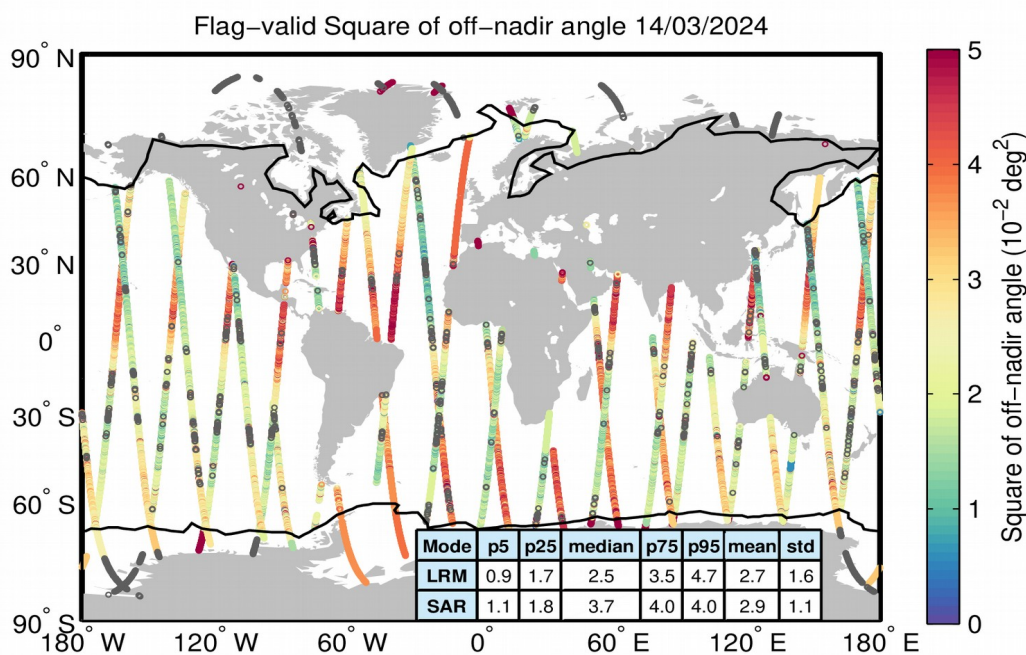 Flag−valid Square of off−nadir angle 14/03/2024
90° N
60° N
30° N
0°
30° S
60° S
90° S
180° W
120° W
60° W
0°
60° E
120° E
180° E
Mode p5 p25 median p75 p95 mean std
LRM 0.9 1.7 2.5 3.5 4.7 2.7 1.6
SAR 1.1 1.8 3.7 4.0 4.0 2.9 1.1
5
4
3
2
1
0
Square of off−nadir angle (10⁻² deg²)